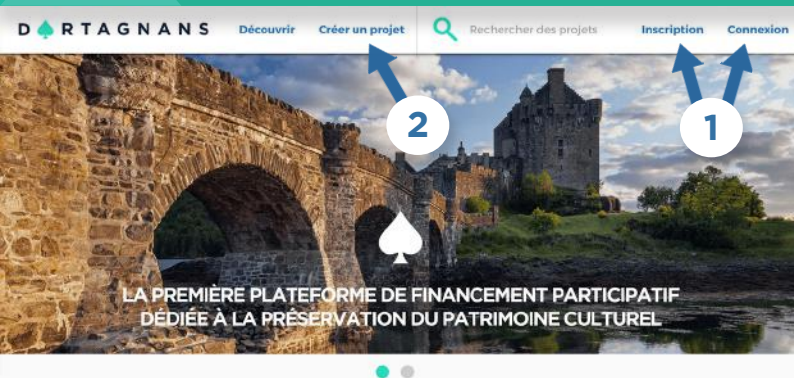 D♠RTAGNANS Découvrir Créer un projet Rechercher des projets Inscription Connexion
2
1
LA PREMIÈRE PLATEFORME DE FINANCEMENT PARTICIPATIF
DÉDIÉE À LA PRÉSERVATION DU PATRIMOINE CULTUREL